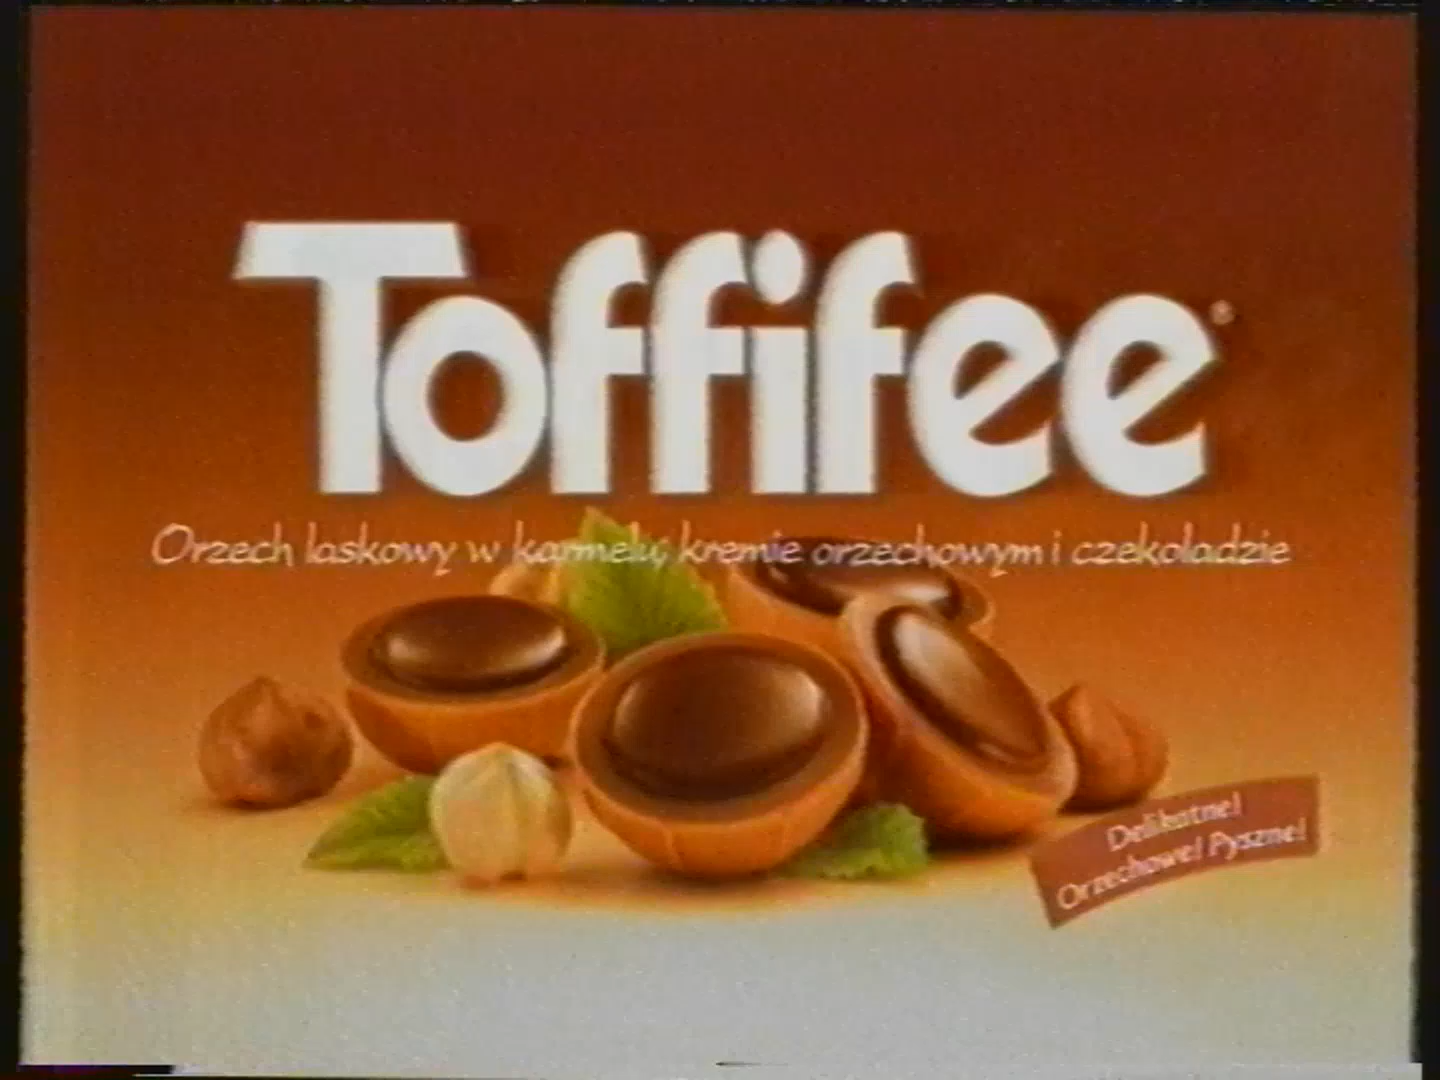 Toffifee®
Orzech laskowy w karmelu, kremie orzechowym i czekoladzie
Delikatne!
Orzechowe! Pyszne!